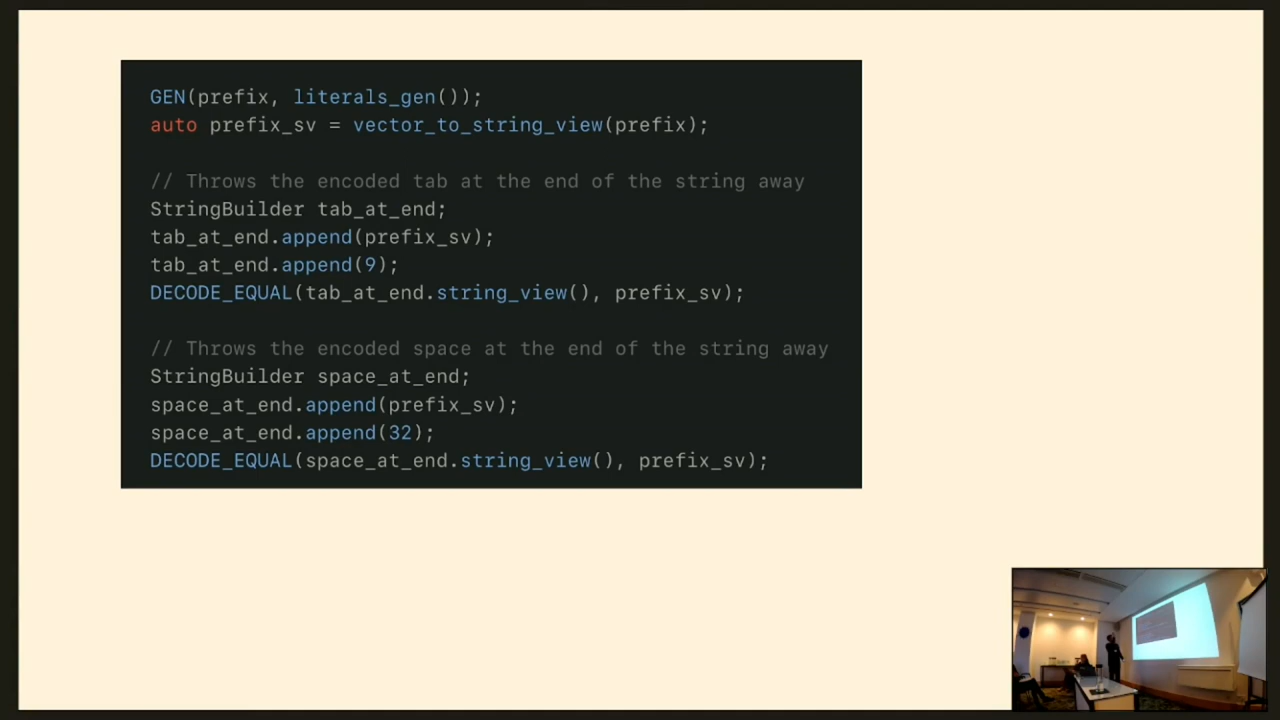 GEN(prefix, literals_gen());
auto prefix_sv = vector_to_string_view(prefix);
// Throws the encoded tab at the end of the string away
StringBuilder tab_at_end;
tab_at_end.append(prefix_sv);
tab_at_end.append(9);
DECODE_EQUAL(tab_at_end.string_view(), prefix_sv);
// Throws the encoded space at the end of the string away
StringBuilder space_at_end;
space_at_end.append(prefix_sv);
space_at_end.append(32);
DECODE_EQUAL(space_at_end.string_view(), prefix_sv);